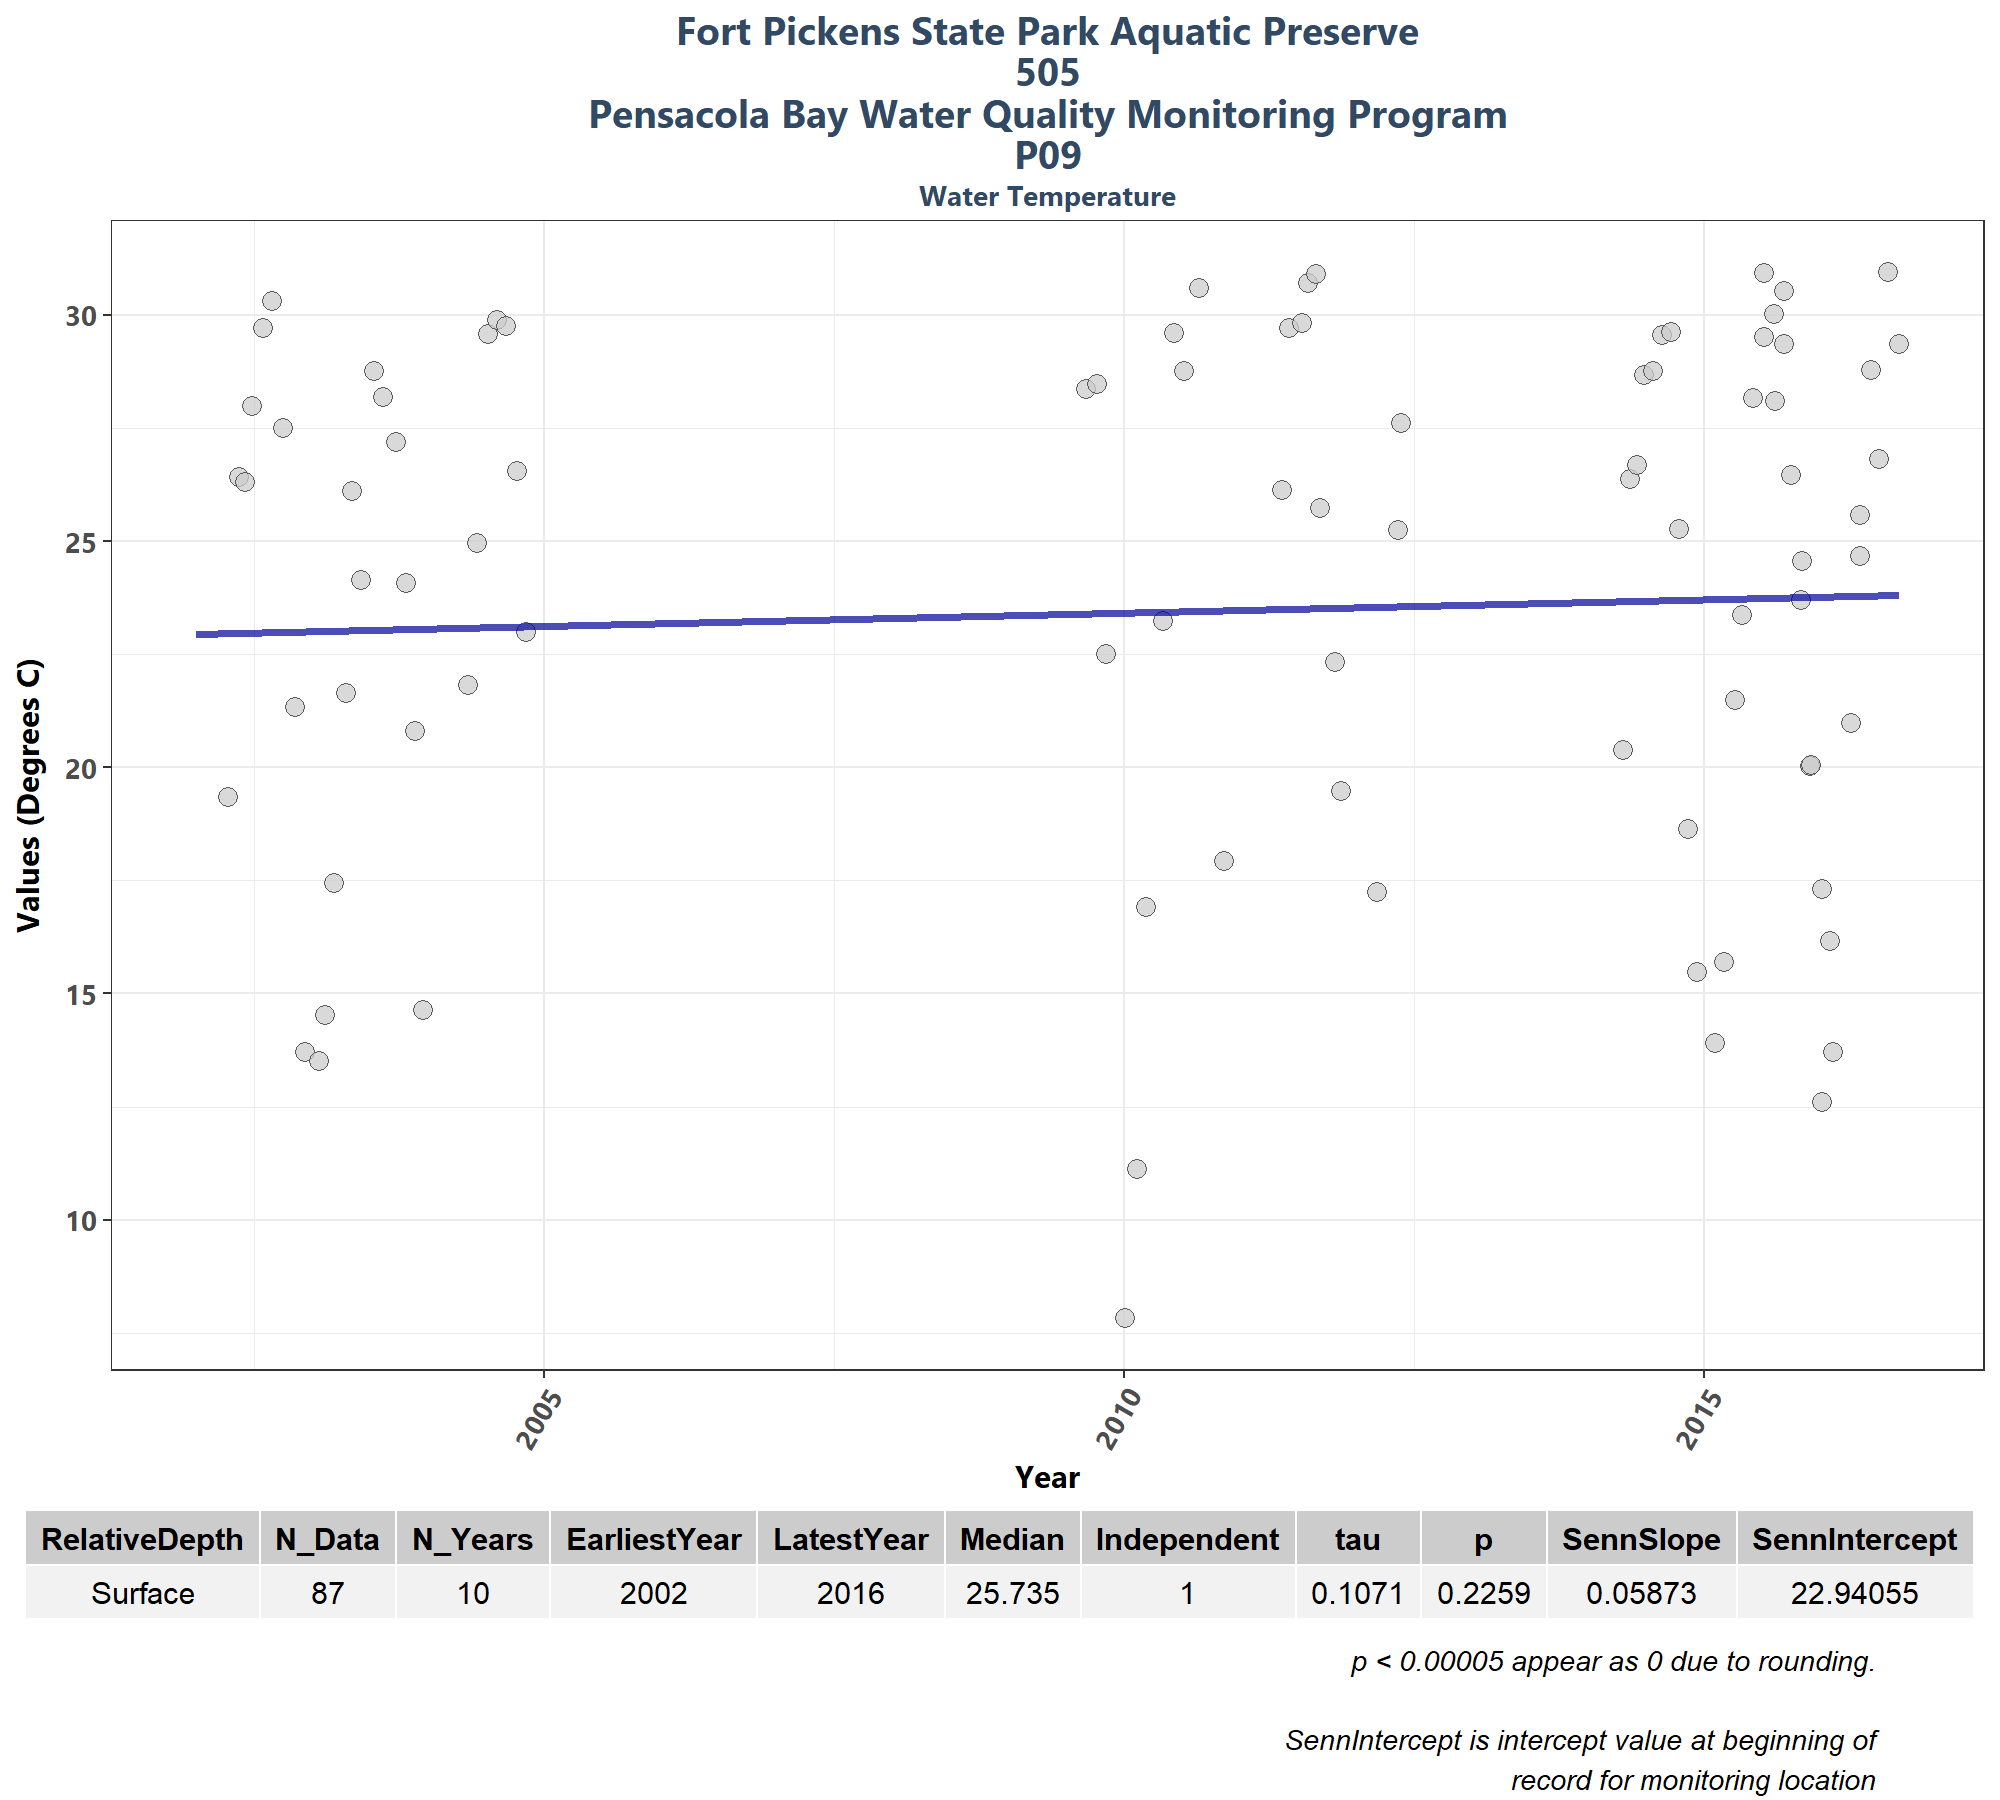 Fort Pickens State Park Aquatic Preserve
505
Pensacola Bay Water Quality Monitoring Program
P09
Water Temperature
Values (Degrees C)
30
25
20
15
10
2005
2010
2015
Year
RelativeDepth N_Data N_Years EarliestYear LatestYear Median Independent tau p SennSlope SennIntercept
Surface 87 10 2002 2016 25.735 1 0.1071 0.2259 0.05873 22.94055
p < 0.00005 appear as 0 due to rounding.
SennIntercept is intercept value at beginning of
record for monitoring location